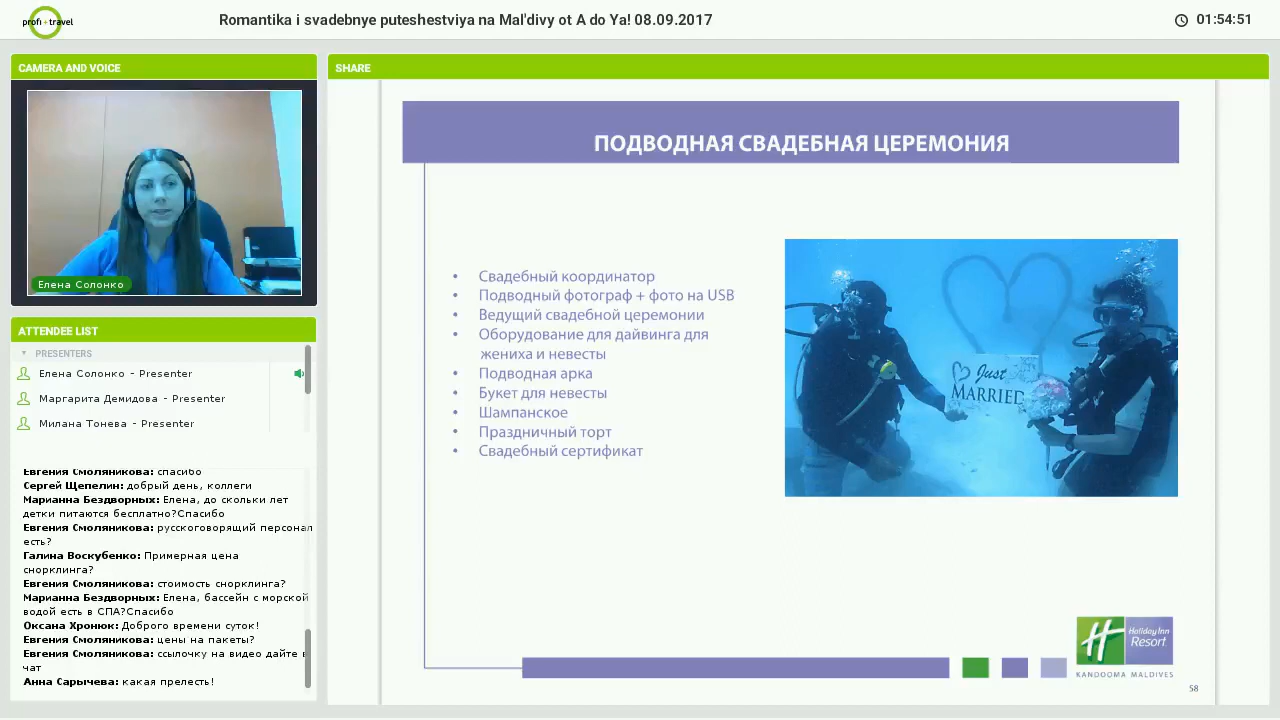 profi travel
Romantika i svadebnye puteshestviya na Mal'divy ot A do Ya! 08.09.2017
01:54:51
CAMERA AND VOICE
Елена Солонко
ATTENDEE LIST
PRESENTERS
Елена Солонко - Presenter
Маргарита Демидова - Presenter
Милана Тонева - Presenter
Евгения Смоляникова: спасибо
Сергей Щепелин: добрый день, коллеги
Марианна Бездворных: Елена, до скольки лет
детки питаются бесплатно?Спасибо
Евгения Смоляникова: русскоговорящий персонал
есть?
Галина Воскубенко: Примерная цена
снорклинга?
Евгения Смоляникова: стоимость снорклинга?
Марианна Бездворных: Елена, бассейн с морской
водой есть в СПА?Спасибо
Оксана Хронюк: Доброго времени суток!
Евгения Смоляникова: цены на пакеты?
Евгения Смоляникова: ссылочку на видео дайте в
чат
Анна Сарычева: какая прелесть!
SHARE
ПОДВОДНАЯ СВАДЕБНАЯ ЦЕРЕМОНИЯ
• Свадебный координатор
• Подводный фотограф + фото на USB
• Ведущий свадебной церемонии
• Оборудование для дайвинга для
жениха и невесты
• Подводная арка
• Букет для невесты
• Шампанское
• Праздничный торт
• Свадебный сертификат
Just
MARRIED
H
Holiday Inn
Resort
KANDOOMA MALDIVES
58